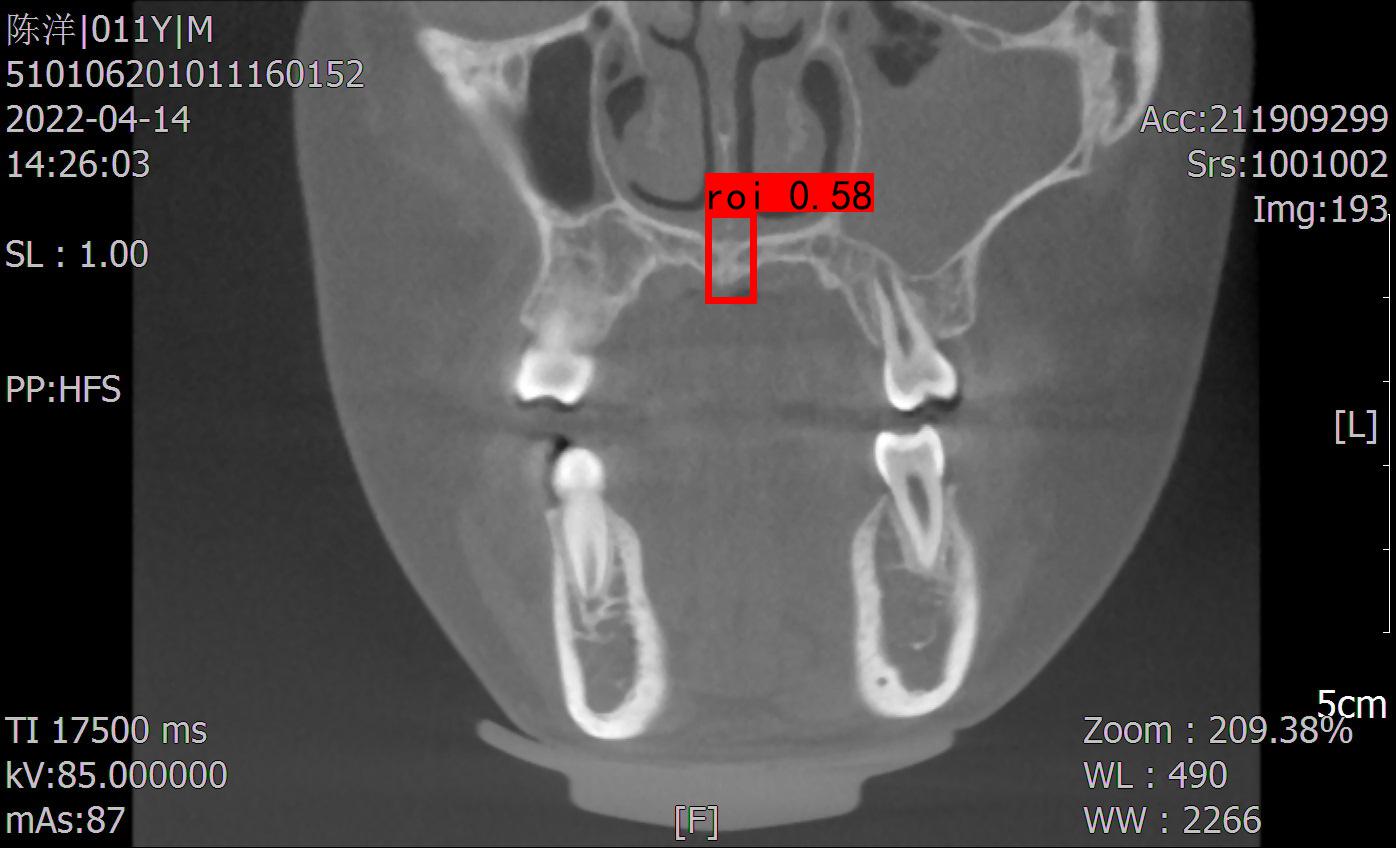 陈洋|011Y|M
510106201011160152
2022-04-14
14:26:03
SL : 1.00
PP:HFS
Acc:211909299
Srs:1001002
Img:193
roi 0.58
[L]
5cm
TI 17500 ms
kV:85.000000
mAs:87
[F]
Zoom : 209.38%
WL : 490
WW : 2266